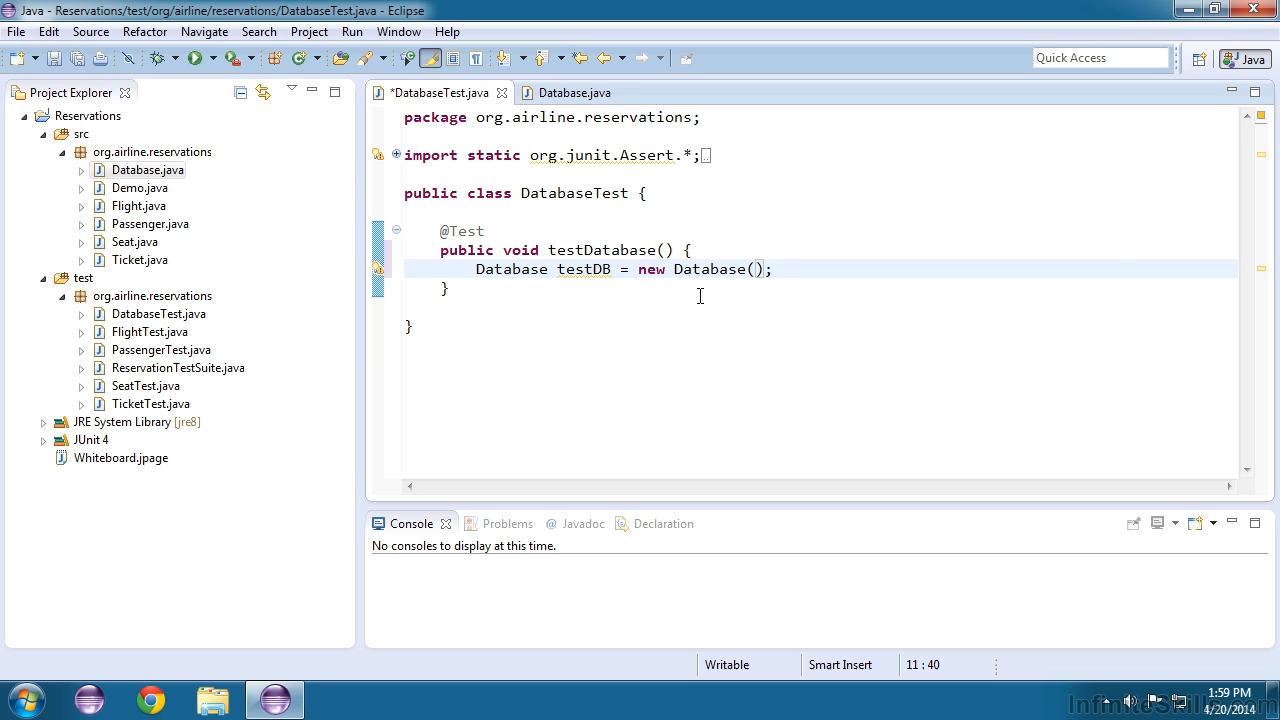 Java - Reservations/test/org/airline/reservations/DatabaseTest.java - Eclipse
File Edit Source Refactor Navigate Search Project Run Window Help
Quick Access
Java
Project Explorer
*DatabaseTest.java
Database.java
Reservations
src
org.airline.reservations
Database.java
Demo.java
Flight.java
Passenger.java
Seat.java
Ticket.java
test
org.airline.reservations
DatabaseTest.java
FlightTest.java
PassengerTest.java
ReservationTestSuite.java
SeatTest.java
TicketTest.java
JRE System Library [jre8]
JUnit 4
Whiteboard.jpage
package org.airline.reservations;
import static org.junit.Assert.*;
public class DatabaseTest {
@Test
public void testDatabase() {
Database testDB = new Database();
}
}
Console Problems @ Javadoc Declaration
No consoles to display at this time.
Writable Smart Insert 11 : 40
1:59 PM
4/20/2014
InfiniteSkills.com